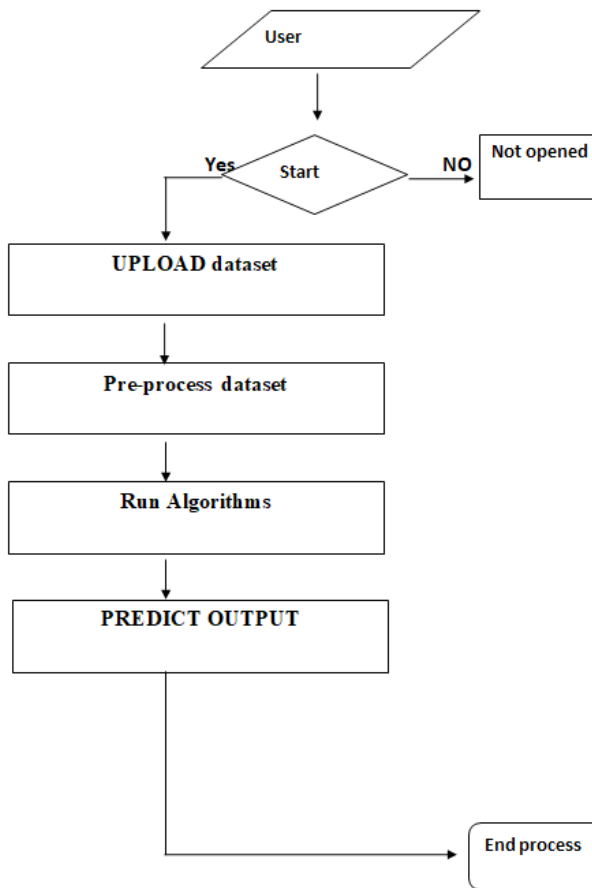 User
Yes
Start
NO
Not opened
UPLOAD dataset
Pre-process dataset
Run Algorithms
PREDICT OUTPUT
End process